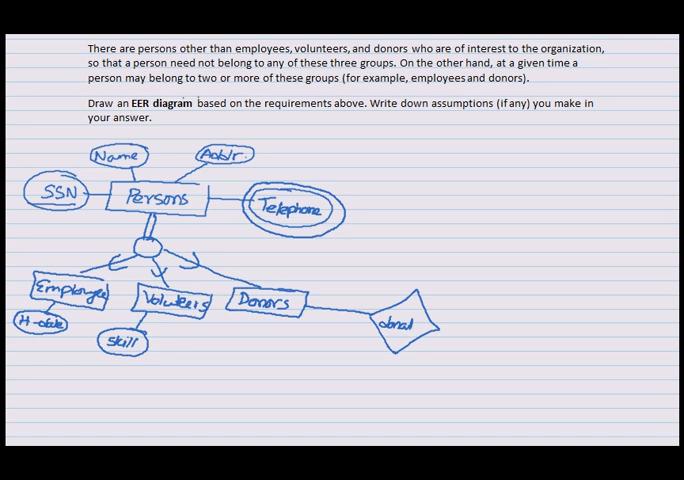 There are persons other than employees, volunteers, and donors who are of interest to the organization,
so that a person need not belong to any of these three groups. On the other hand, at a given time a
person may belong to two or more of these groups (for example, employees and donors).
Draw an EER diagram based on the requirements above. Write down assumptions (if any) you make in
your answer.
Name
Addr.
SSN
Persons
Telephone
Employee
Volunteers
Donors
H-date
skill
donat